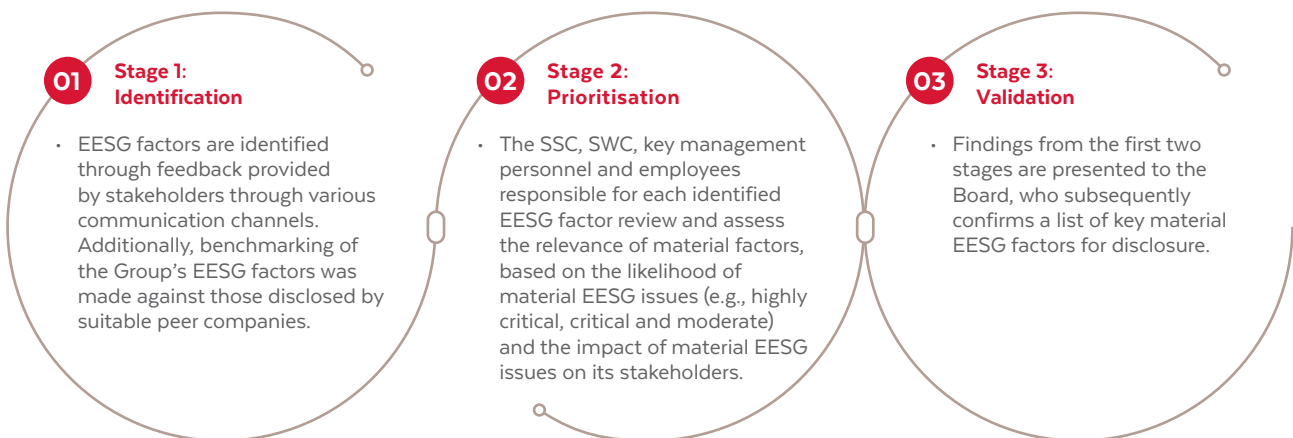 01
Stage 1:
Identification
• EESG factors are identified
through feedback provided
by stakeholders through various
communication channels.
Additionally, benchmarking of
the Group’s EESG factors was
made against those disclosed by
suitable peer companies.
02
Stage 2:
Prioritisation
• The SSC, SWC, key management
personnel and employees
responsible for each identified
EESG factor review and assess
the relevance of material factors,
based on the likelihood of
material EESG issues (e.g., highly
critical, critical and moderate)
and the impact of material EESG
issues on its stakeholders.
03
Stage 3:
Validation
• Findings from the first two
stages are presented to the
Board, who subsequently
confirms a list of key material
EESG factors for disclosure.